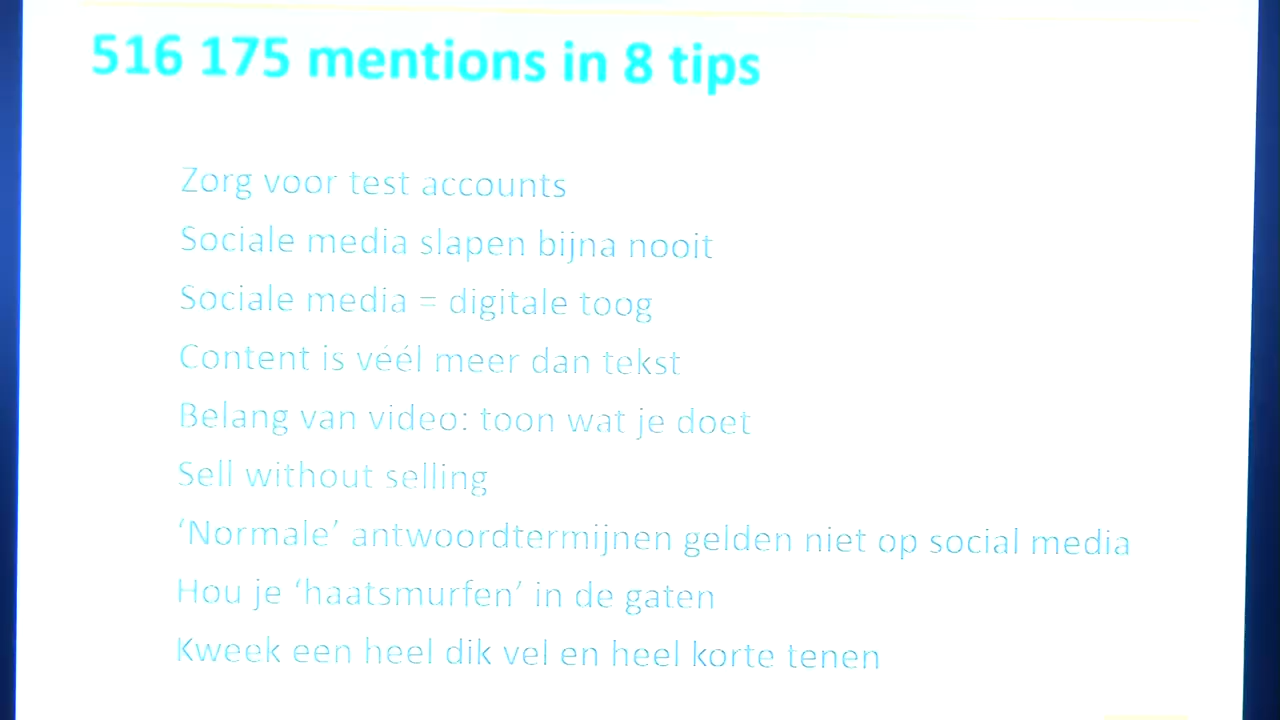 516 175 mentions in 8 tips
Zorg voor test accounts
Sociale media slapen bijna nooit
Sociale media = digitale toog
Content is véél meer dan tekst
Belang van video: toon wat je doet
Sell without selling
‘Normale’ antwoordtermijnen gelden niet op social media
Hou je ‘haatsmurfen’ in de gaten
Kweek een heel dik vel en heel korte tenen